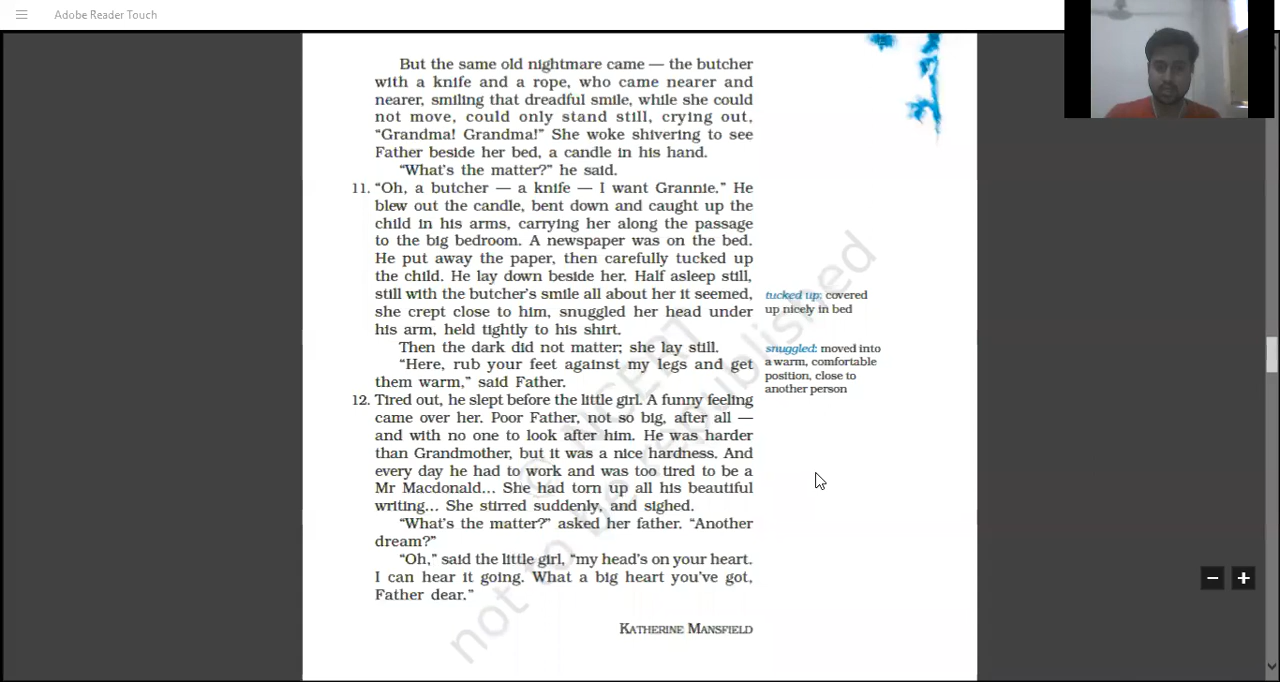 Adobe Reader Touch
But the same old nightmare came — the butcher
with a knife and a rope, who came nearer and
nearer, smiling that dreadful smile, while she could
not move, could only stand still, crying out,
“Grandma! Grandma!” She woke shivering to see
Father beside her bed, a candle in his hand.
“What’s the matter?” he said.
11. “Oh, a butcher — a knife — I want Grannie.” He
blew out the candle, bent down and caught up the
child in his arms, carrying her along the passage
to the big bedroom. A newspaper was on the bed.
He put away the paper, then carefully tucked up
the child. He lay down beside her. Half asleep still,
still with the butcher’s smile all about her it seemed,
she crept close to him, snuggled her head under
his arm, held tightly to his shirt.
Then the dark did not matter; she lay still.
“Here, rub your feet against my legs and get
them warm,” said Father.
12. Tired out, he slept before the little girl. A funny feeling
came over her. Poor Father, not so big, after all —
and with no one to look after him. He was harder
than Grandmother, but it was a nice hardness. And
every day he had to work and was too tired to be a
Mr Macdonald... She had torn up all his beautiful
writing... She stirred suddenly, and sighed.
“What’s the matter?” asked her father. “Another
dream?”
“Oh,” said the little girl, “my head’s on your heart.
I can hear it going. What a big heart you’ve got,
Father dear.”
KATHERINE MANSFIELD
tucked up: covered
up nicely in bed
snuggled: moved into
a warm, comfortable
position, close to
another person
© NCERT
not to be republished